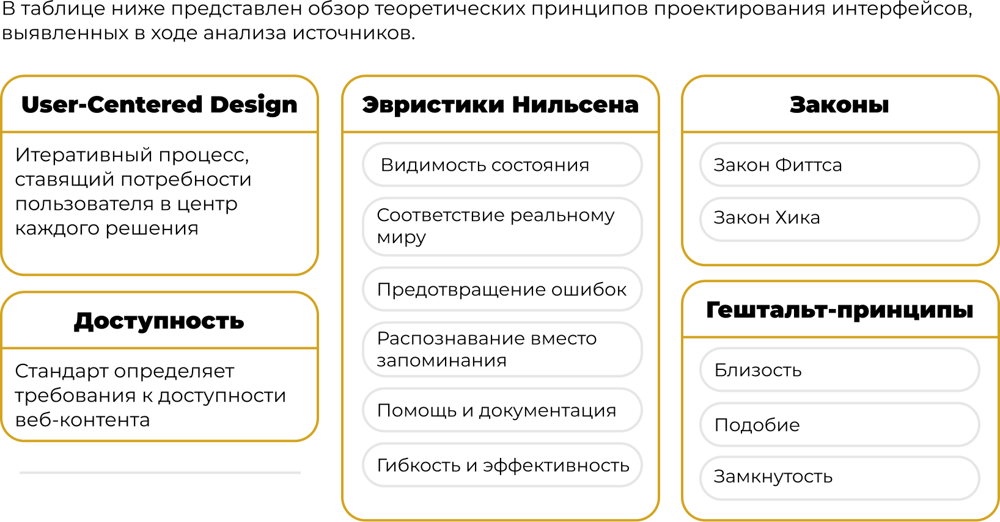 В таблице ниже представлен обзор теоретических принципов проектирования интерфейсов,
выявленных в ходе анализа источников.
User-Centered Design
Итеративный процесс,
ставящий потребности
пользователя в центр
каждого решения
Доступность
Стандарт определяет
требования к доступности
веб-контента
Эвристики Нильсена
Видимость состояния
Соответствие реальному
миру
Предотвращение ошибок
Распознавание вместо
запоминания
Помощь и документация
Гибкость и эффективность
Законы
Закон Фиттса
Закон Хика
Гештальт-принципы
Близость
Подобие
Замкнутость